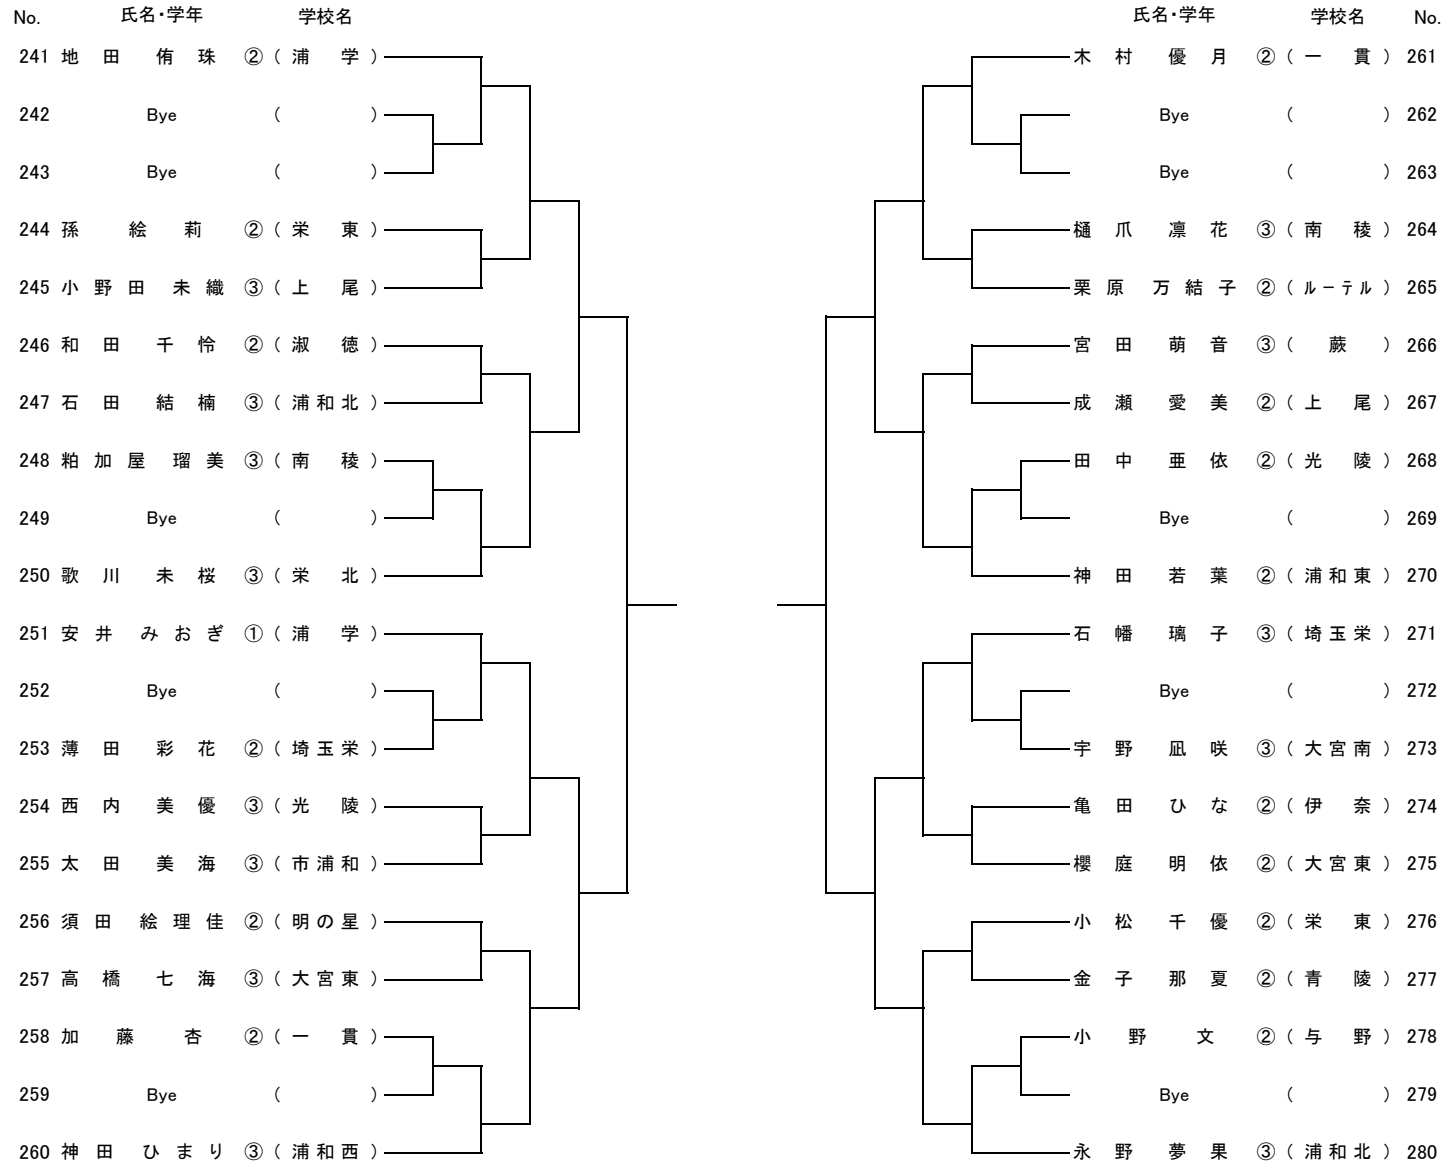 No. 氏名・学年 学校名 氏名・学年 学校名 No.
241 地田 侑珠 ② ( 浦学 ) 木村 優月 ② ( 一貫 ) 261
242 Bye ( ) Bye ( ) 262
243 Bye ( ) Bye ( ) 263
244 孫 絵莉 ② ( 栄東 ) 樋爪 凛花 ③ ( 南稜 ) 264
245 小野田 未織 ③ ( 上尾 ) 栗原 万結子 ② ( ルーテル ) 265
246 和田 千怜 ② ( 淑徳 ) 宮田 萌音 ③ ( 蕨 ) 266
247 石田 結楠 ③ ( 浦和北 ) 成瀬 愛美 ② ( 上尾 ) 267
248 粕加屋 瑠美 ③ ( 南稜 ) 田中 亜依 ② ( 光陵 ) 268
249 Bye ( ) Bye ( ) 269
250 歌川 未桜 ③ ( 栄北 ) 神田 若葉 ② ( 浦和東 ) 270
251 安井 みおぎ ① ( 浦学 ) 石幡 璃子 ③ ( 埼玉栄 ) 271
252 Bye ( ) Bye ( ) 272
253 薄田 彩花 ② ( 埼玉栄 ) 宇野 凪咲 ③ ( 大宮南 ) 273
254 西内 美優 ③ ( 光陵 ) 亀田 ひな ② ( 伊奈 ) 274
255 太田 美海 ③ ( 市浦和 ) 櫻庭 明依 ② ( 大宮東 ) 275
256 須田 絵理佳 ② ( 明の星 ) 小松 千優 ② ( 栄東 ) 276
257 高橋 七海 ③ ( 大宮東 ) 金子 那夏 ② ( 青陵 ) 277
258 加藤 杏 ② ( 一貫 ) 小野 文 ② ( 与野 ) 278
259 Bye ( ) Bye ( ) 279
260 神田 ひまり ③ ( 浦和西 ) 永野 夢果 ③ ( 浦和北 ) 280